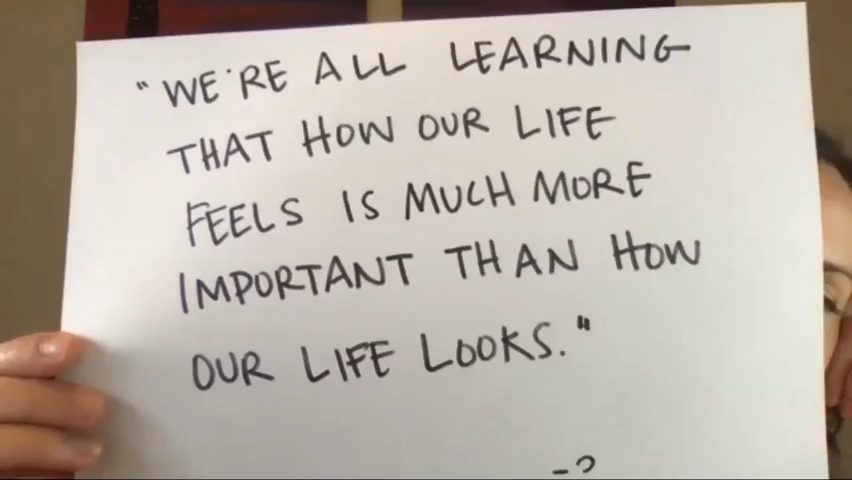 "WE'RE ALL LEARNING
THAT HOW OUR LIFE
FEELS IS MUCH MORE
IMPORTANT THAN HOW
OUR LIFE LOOKS."
-?